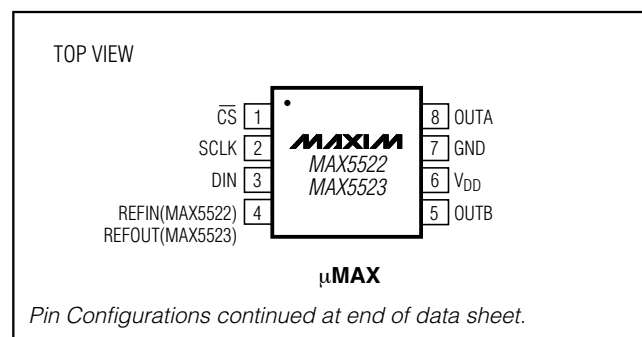 TOP VIEW
CS 1
SCLK 2
DIN 3
REFIN(MAX5522) 4
REFOUT(MAX5523)
MAXIM
MAX5522
MAX5523
8 OUTA
7 GND
6 VDD
5 OUTB
µMAX
Pin Configurations continued at end of data sheet.